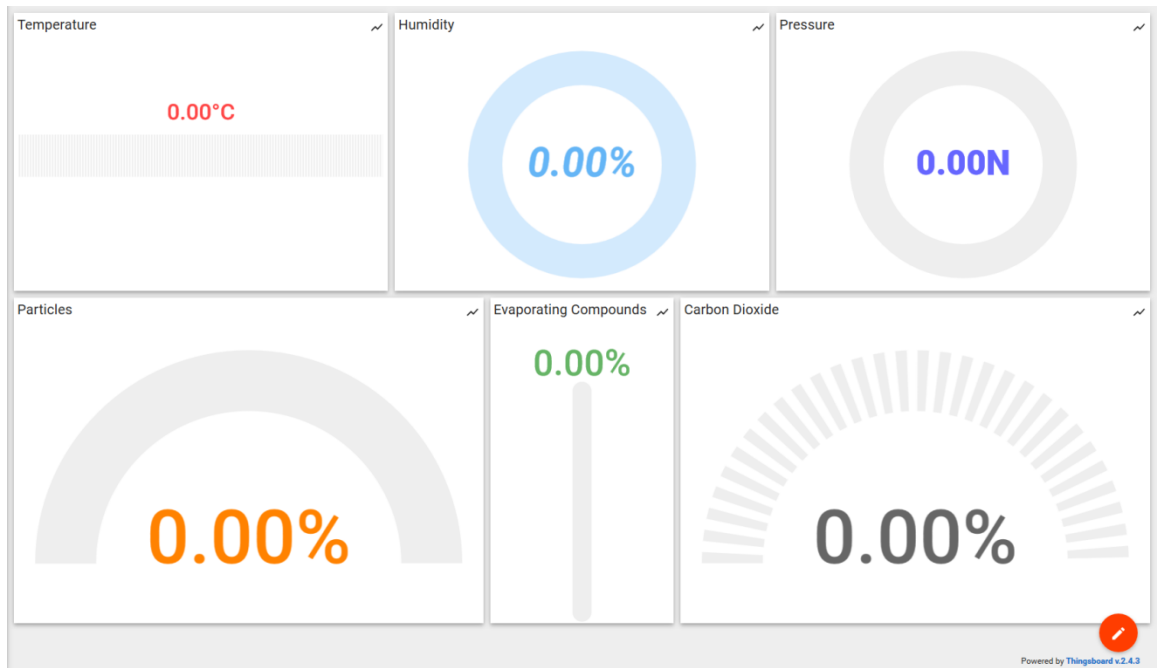 Temperature
Humidity
Pressure
0.00°C
0.00%
0.00N
Particles
Evaporating Compounds
Carbon Dioxide
0.00%
0.00%
0.00%
Powered by Thingsboard v.2.4.3